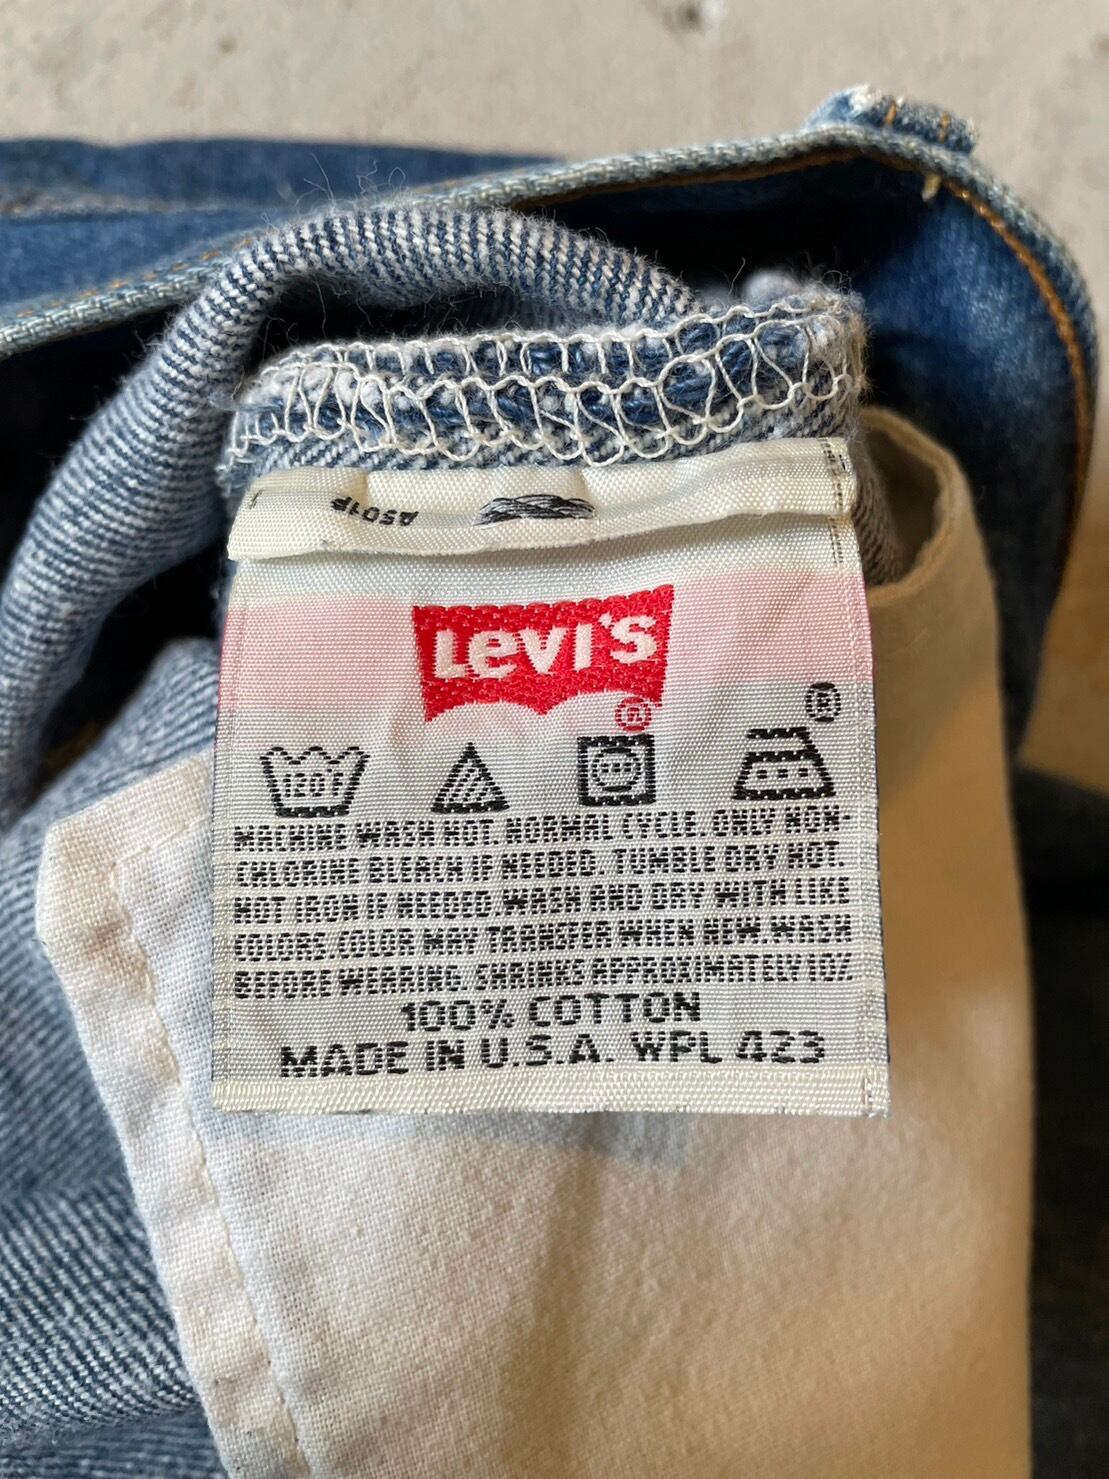 A501P
LEVI'S
®
®
120°F
MACHINE WASH HOT. NORMAL CYCLE. ONLY NON-
CHLORINE BLEACH IF NEEDED. TUMBLE DRY HOT.
HOT IRON IF NEEDED. WASH AND DRY WITH LIKE
COLORS. COLOR MAY TRANSFER WHEN NEW. WASH
BEFORE WEARING. SHRINKS APPROXIMATELY 10%
100% COTTON
MADE IN U.S.A. WPL 423